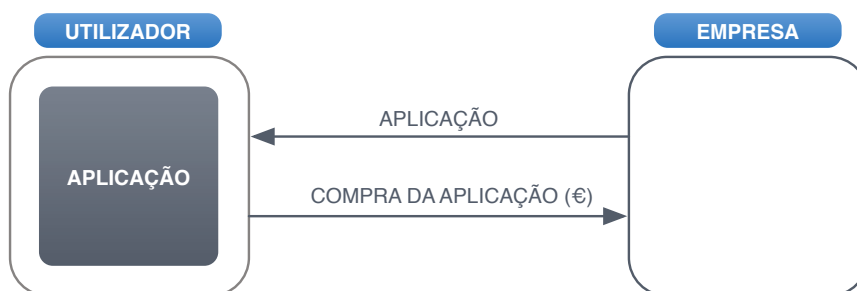 UTILIZADOR
EMPRESA
APLICAÇÃO
APLICAÇÃO
COMPRA DA APLICAÇÃO (€)